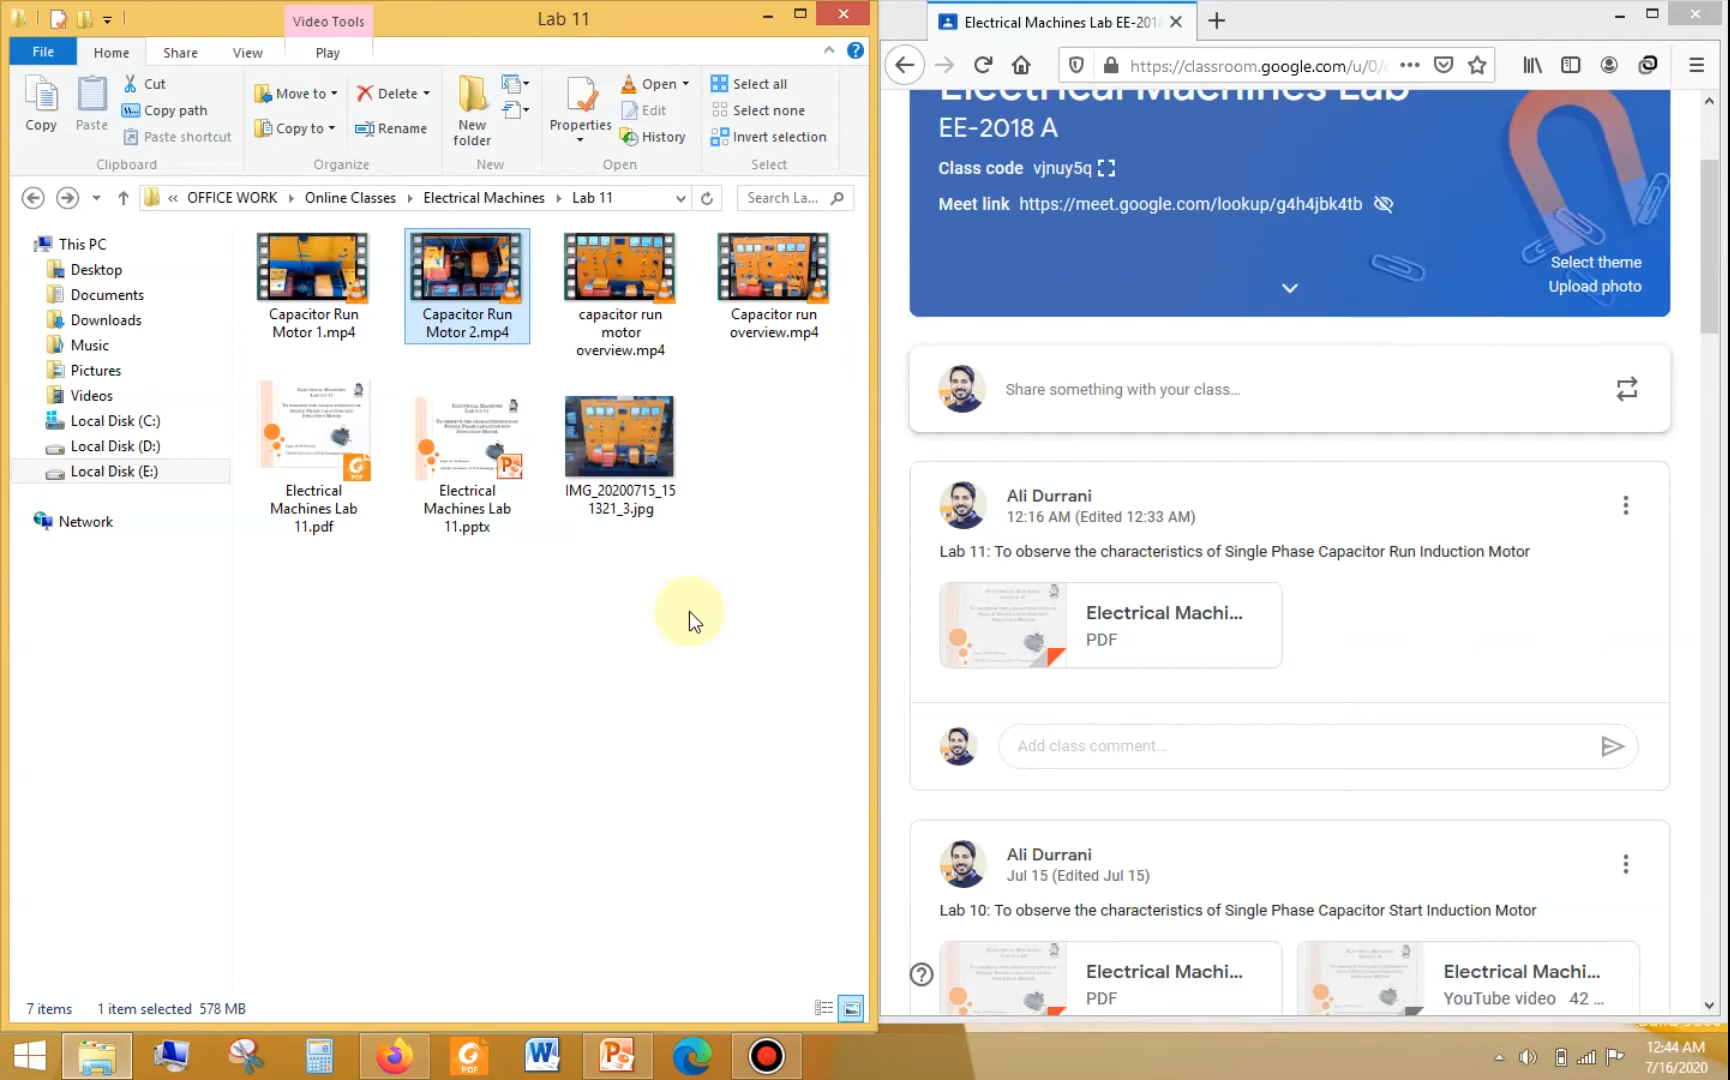 Video Tools
Lab 11
File
Home
Share
View
Play
Copy
Paste
Cut
Copy path
Paste shortcut
Clipboard
Move to
Copy to
Delete
Rename
Organize
New
folder
New
Properties
Open
Edit
History
Open
Select all
Select none
Invert selection
Select
« OFFICE WORK
Online Classes
Electrical Machines
Lab 11
Search La...
This PC
Desktop
Documents
Downloads
Music
Pictures
Videos
Local Disk (C:)
Local Disk (D:)
Local Disk (E:)
Network
Capacitor Run
Motor 1.mp4
Capacitor Run
Motor 2.mp4
capacitor run
motor
overview.mp4
Capacitor run
overview.mp4
Electrical
Machines Lab
11.pdf
Electrical
Machines Lab
11.pptx
IMG_20200715_15
1321_3.jpg
7 items
1 item selected 578 MB
Electrical Machines Lab EE-201
https://classroom.google.com/u/0/c
Electrical Machines Lab
EE-2018 A
Class code vjnuy5q
Meet link https://meet.google.com/lookup/g4h4jbk4tb
Select theme
Upload photo
Share something with your class...
Ali Durrani
12:16 AM (Edited 12:33 AM)
Lab 11: To observe the characteristics of Single Phase Capacitor Run Induction Motor
Electrical Machi...
PDF
Add class comment...
Ali Durrani
Jul 15 (Edited Jul 15)
Lab 10: To observe the characteristics of Single Phase Capacitor Start Induction Motor
Electrical Machi...
PDF
Electrical Machi...
YouTube video 42 ...
PDF
12:44 AM
7/16/2020